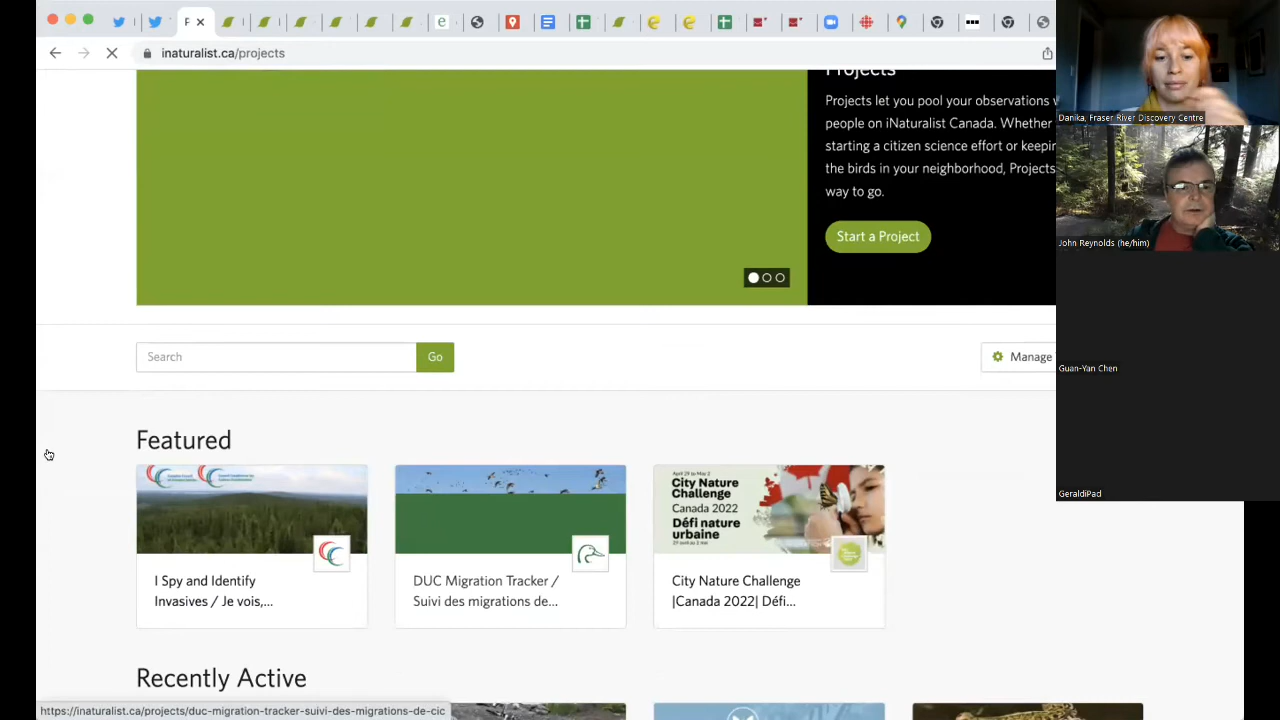 inaturalist.ca/projects
Projects
Projects let you pool your observations
people on iNaturalist Canada. Whether
starting a citizen science effort or keepin
the birds in your neighborhood, Projects
way to go.
Start a Project
Search
Go
Manage
Featured
City Nature
Challenge
Canada 2022
Défi nature
urbaine
I Spy and Identify
Invasives / Je vois,...
DUC Migration Tracker /
Suivi des migrations de...
City Nature Challenge
|Canada 2022| Défi...
Recently Active
https://inaturalist.ca/projects/duc-migration-tracker-suivi-des-migrations-de-cic
Danika, Fraser River Discovery Centre
John Reynolds (he/him)
Guan-Yan Chen
GeraldiPad